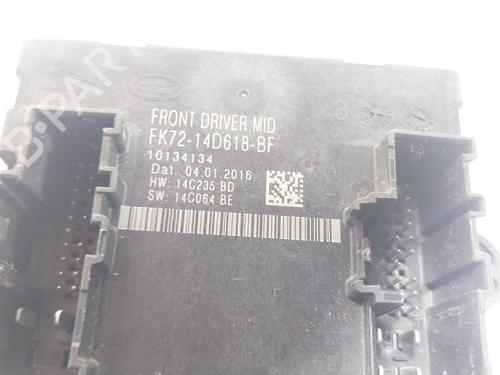 FRONT DRIVER MID
FK72-14D618-BF
10134134
Dat. 04.01.2016
HW: 14C235 BD
SW: 14C064 BE